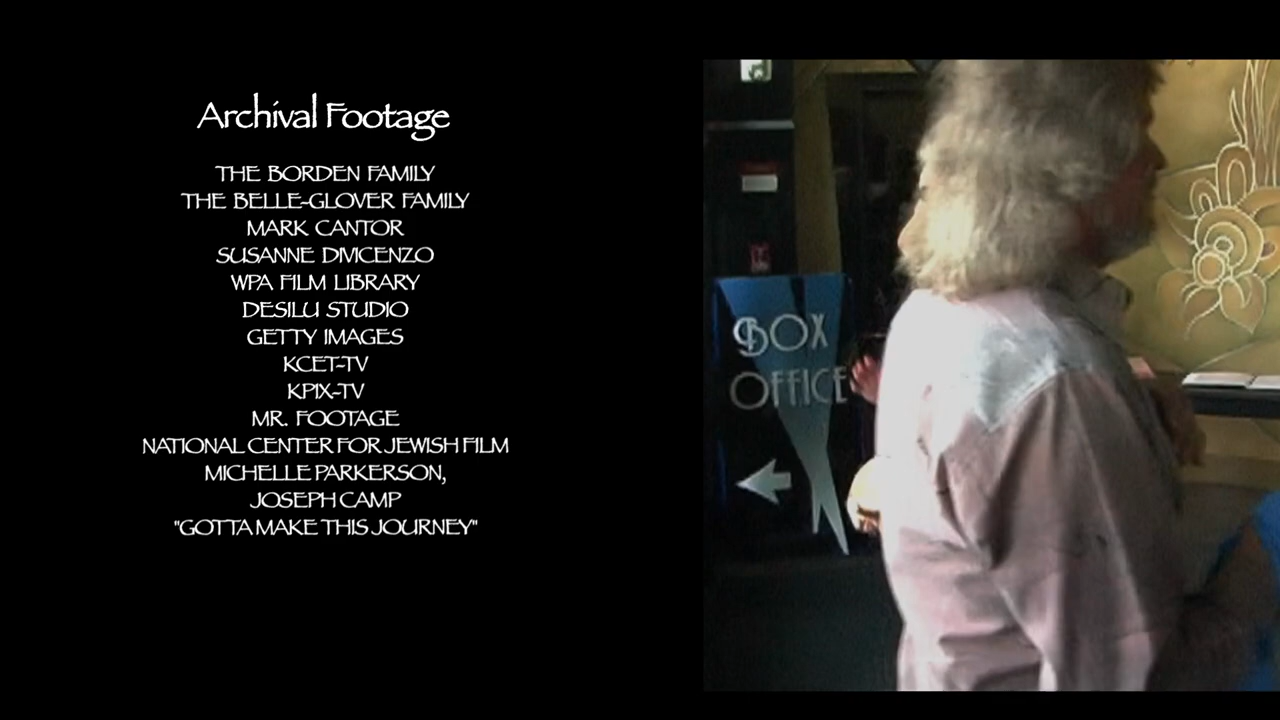 Archival Footage
THE BORDEN FAMILY
THE BELLE-GLOVER FAMILY
MARK CANTOR
SUSANNE DIVICENZO
WPA FILM LIBRARY
DESILU STUDIO
GETTY IMAGES
KCET-TV
KPIX-TV
MR. FOOTAGE
NATIONAL CENTER FOR JEWISH FILM
MICHELLE PARKERSON,
JOSEPH CAMP
"GOTTA MAKE THIS JOURNEY"
BOX
OFFICE